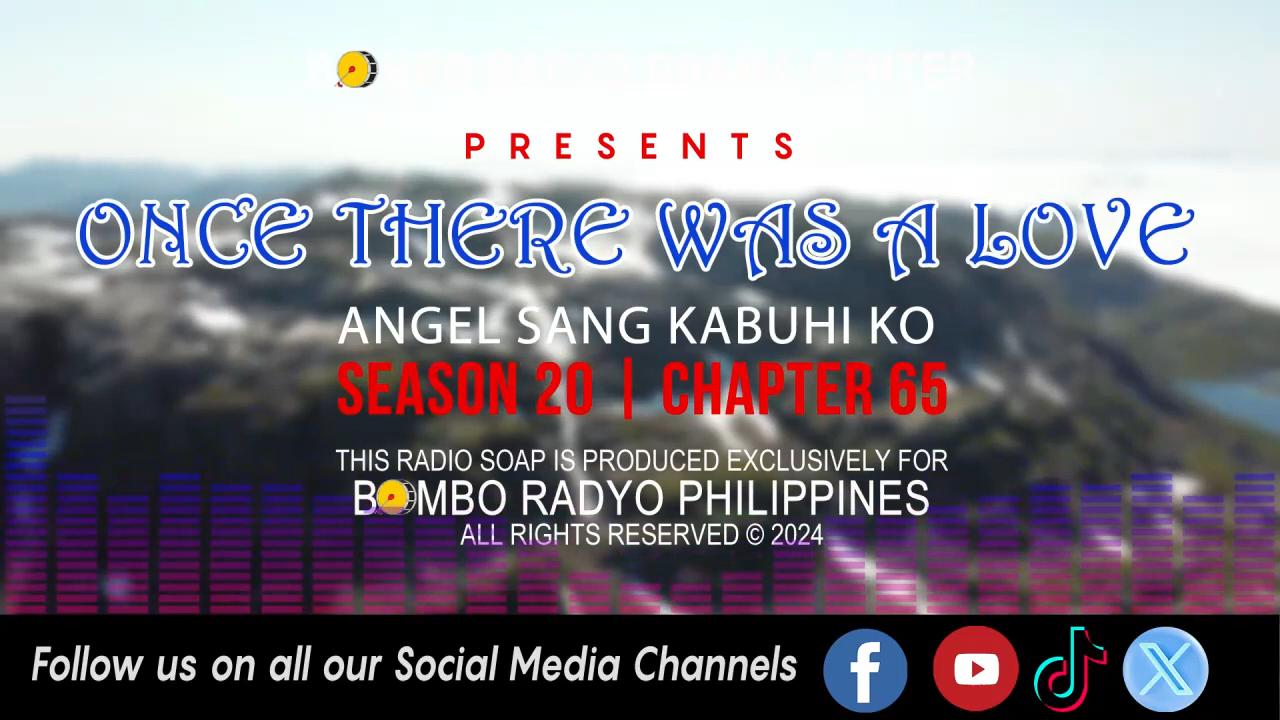 PRESENTS
ONCE THERE WAS A LOVE
ANGEL SANG KABUHI KO
SEASON 20 | CHAPTER 65
THIS RADIO SOAP IS PRODUCED EXCLUSIVELY FOR
BOMBO RADYO PHILIPPINES
ALL RIGHTS RESERVED © 2024
Follow us on all our Social Media Channels